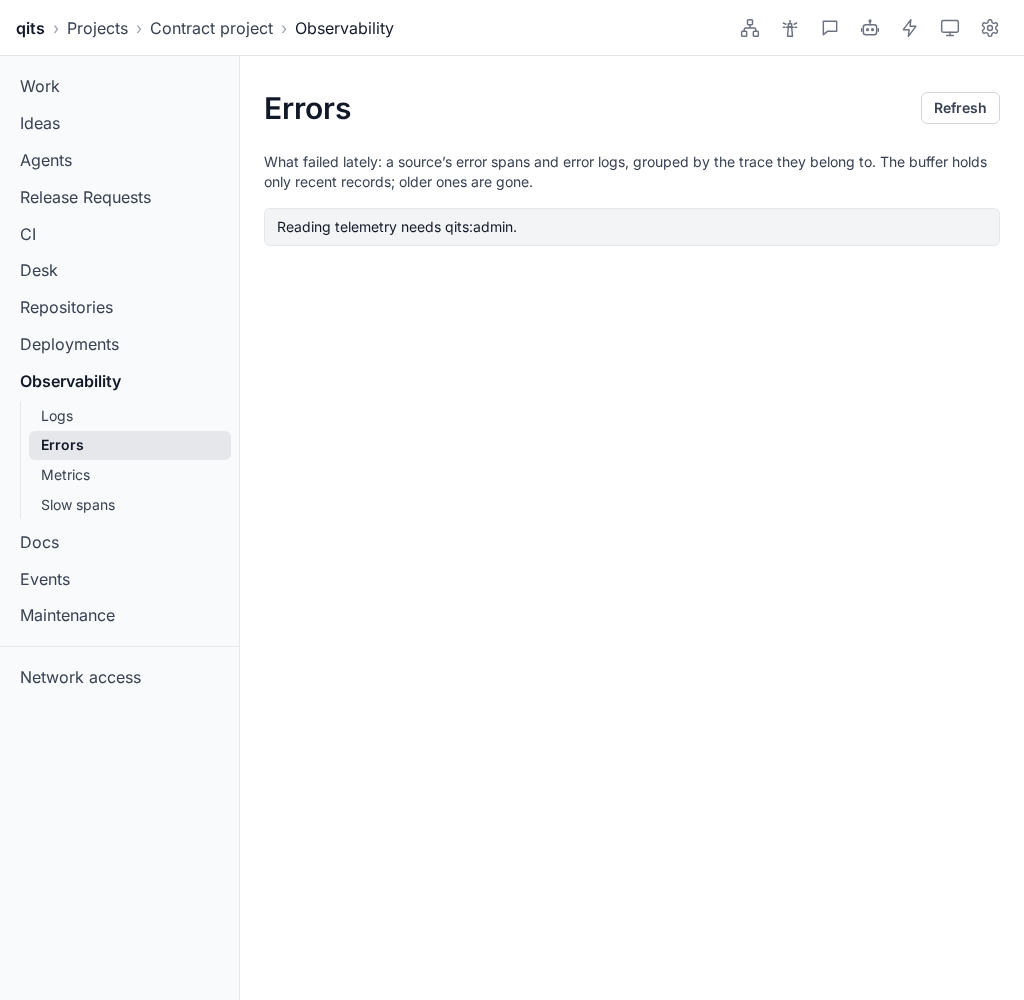 qits › Projects › Contract project › Observability
Work
Ideas
Agents
Release Requests
CI
Desk
Repositories
Deployments
Observability
Logs
Errors
Metrics
Slow spans
Docs
Events
Maintenance
Network access
Errors
Refresh
What failed lately: a source’s error spans and error logs, grouped by the trace they belong to. The buffer holds
only recent records; older ones are gone.
Reading telemetry needs qits:admin.